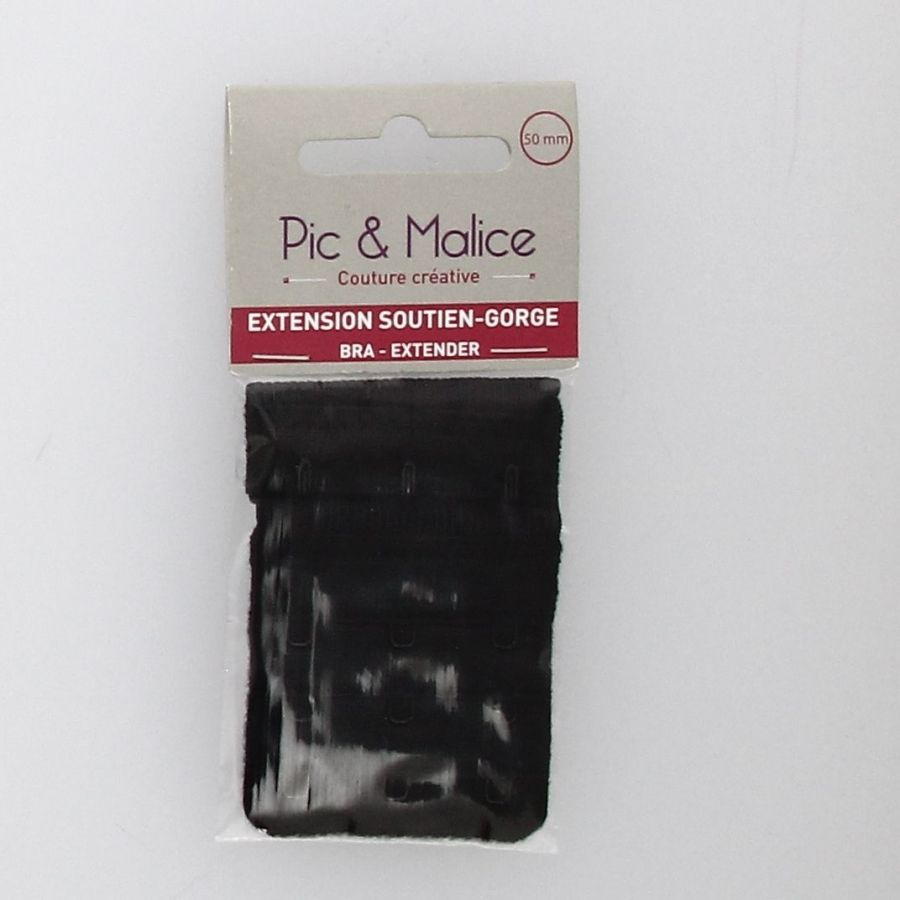 50 mm
Pic & Malice
Couture créative
EXTENSION SOUTIEN-GORGE
BRA - EXTENDER